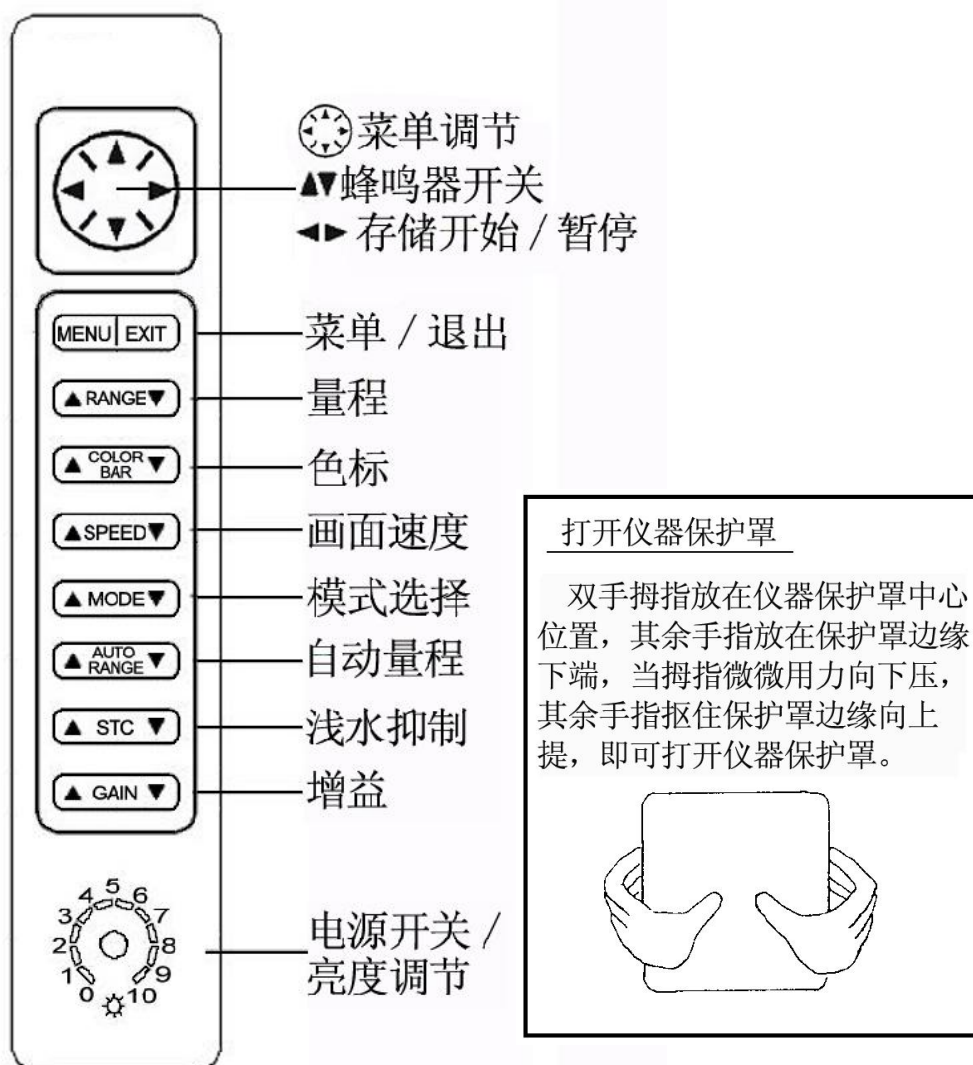 菜单调节
▲▼蜂鸣器开关
◀▶存储开始/暂停
MENU EXIT
菜单/退出
▲RANGE▼
量程
▲COLOR BAR▼
色标
▲SPEED▼
画面速度
▲MODE▼
模式选择
▲AUTO RANGE▼
自动量程
▲STC▼
浅水抑制
▲GAIN▼
增益
0 1 2 3 4 5 6 7 8 9 10
电源开关/
亮度调节
打开仪器保护罩
双手拇指放在仪器保护罩中心
位置,其余手指放在保护罩边缘
下端,当拇指微微用力向下压,
其余手指抠住保护罩边缘向上
提,即可打开仪器保护罩。